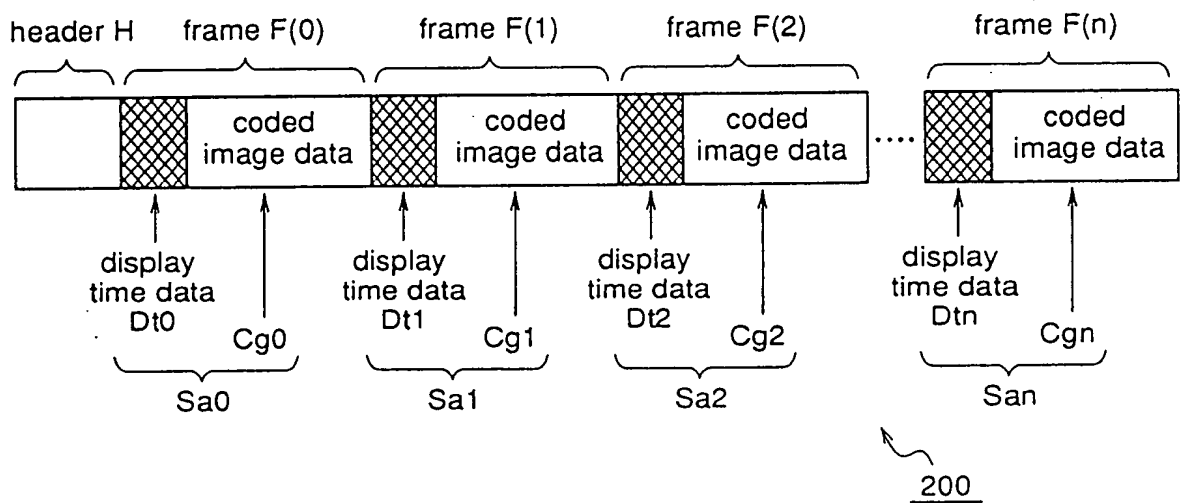 header H frame F(0) frame F(1) frame F(2) frame F(n)
coded image data coded image data coded image data ···· coded image data
display time data Dt0 Cg0 display time data Dt1 Cg1 display time data Dt2 Cg2 display time data Dtn Cgn
Sa0 Sa1 Sa2 San
200